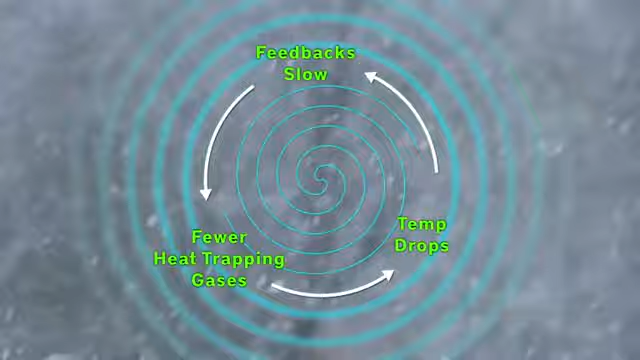 Feedbacks
Slow
Fewer
Heat Trapping
Gases
Temp
Drops